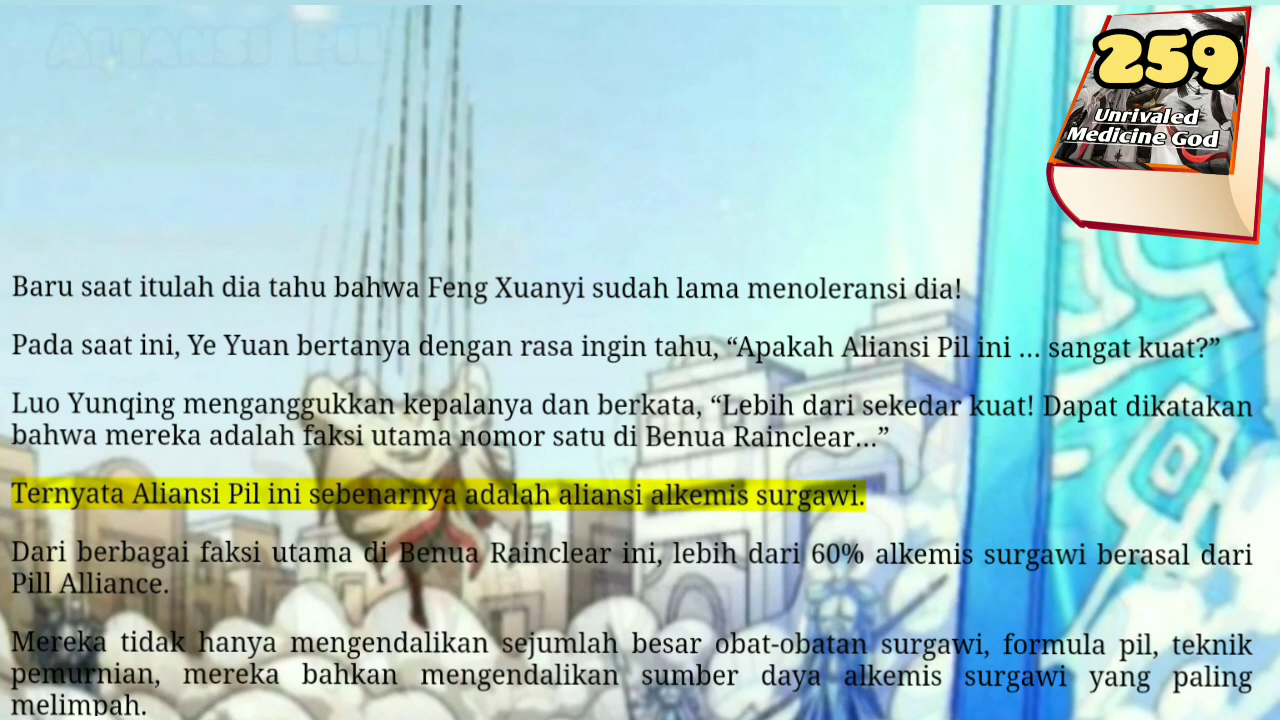 ALIANSI PIL
259
Unrivaled
Medicine God
Baru saat itulah dia tahu bahwa Feng Xuanyi sudah lama menoleransi dia!
Pada saat ini, Ye Yuan bertanya dengan rasa ingin tahu, “Apakah Aliansi Pil ini ... sangat kuat?”
Luo Yunqing menganggukkan kepalanya dan berkata, “Lebih dari sekedar kuat! Dapat dikatakan
bahwa mereka adalah faksi utama nomor satu di Benua Rainclear...”
Ternyata Aliansi Pil ini sebenarnya adalah aliansi alkemis surgawi.
Dari berbagai faksi utama di Benua Rainclear ini, lebih dari 60% alkemis surgawi berasal dari
Pill Alliance.
Mereka tidak hanya mengendalikan sejumlah besar obat-obatan surgawi, formula pil, teknik
pemurnian, mereka bahkan mengendalikan sumber daya alkemis surgawi yang paling
melimpah.